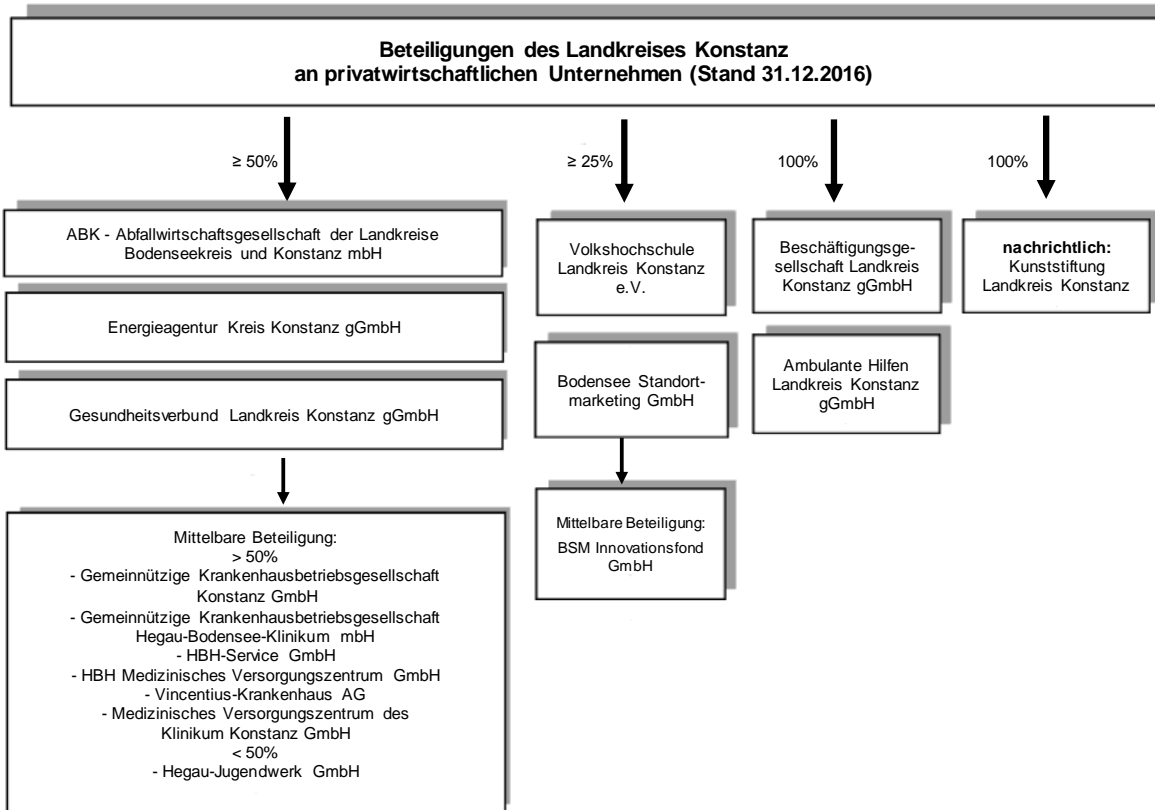 Beteiligungen des Landkreises Konstanz
an privatwirtschaftlichen Unternehmen (Stand 31.12.2016)
≥ 50%
≥ 25%
100%
100%
ABK - Abfallwirtschaftsgesellschaft der Landkreise
Bodenseekreis und Konstanz mbH
Energieagentur Kreis Konstanz gGmbH
Gesundheitsverbund Landkreis Konstanz gGmbH
Mittelbare Beteiligung:
> 50%
- Gemeinnützige Krankenhausbetriebsgesellschaft
Konstanz GmbH
- Gemeinnützige Krankenhausbetriebsgesellschaft
Hegau-Bodensee-Klinikum mbH
- HBH-Service GmbH
- HBH Medizinisches Versorgungszentrum GmbH
- Vincentius-Krankenhaus AG
- Medizinisches Versorgungszentrum des
Klinikum Konstanz GmbH
< 50%
- Hegau-Jugendwerk GmbH
Volkshochschule
Landkreis Konstanz
e.V.
Bodensee Standort-
marketing GmbH
Mittelbare Beteiligung:
BSM Innovationsfond
GmbH
Beschäftigungsge-
sellschaft Landkreis
Konstanz gGmbH
Ambulante Hilfen
Landkreis Konstanz
gGmbH
nachrichtlich:
Kunststiftung
Landkreis Konstanz